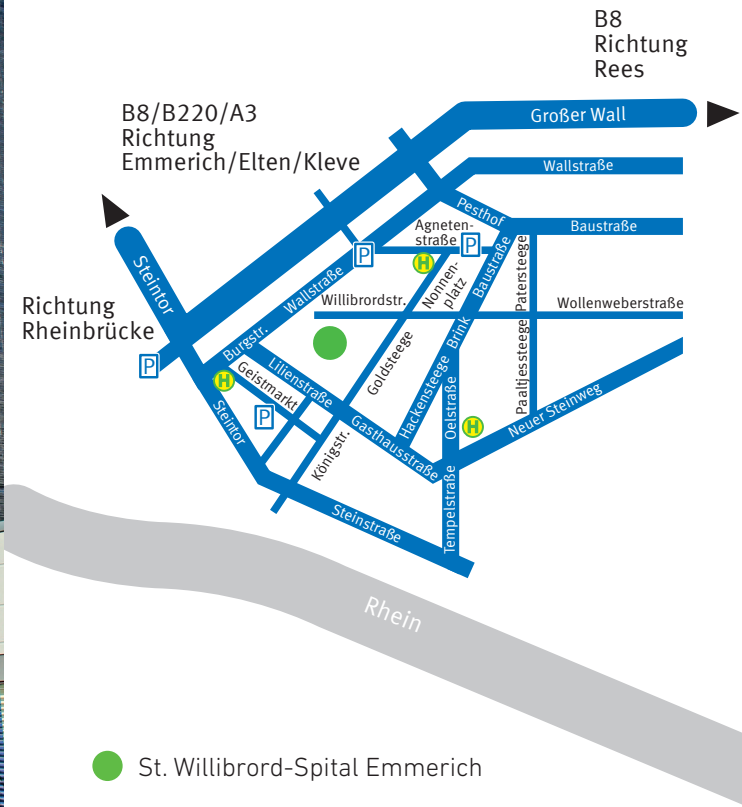 B8
Richtung
Rees
Großer Wall
B8/B220/A3
Richtung
Emmerich/Elten/Kleve
Wallstraße
Pesthof
Baustraße
Agneten-
straße
P
P
H
Steintor
Wallstraße
Nonnen-
platz
Baustraße
Patersteege
Richtung
Rheinbrücke
Willibrordstr.
Wollenweberstraße
P
Burgstr.
Goldsteege
Brink
H
Geistmarkt
Lilienstraße
Hackensteege
Oelstraße
Paaltjessteege
P
Steintor
H
Neuer Steinweg
Königstr.
Gasthausstraße
Steinstraße
Tempelstraße
Rhein
St. Willibrord-Spital Emmerich